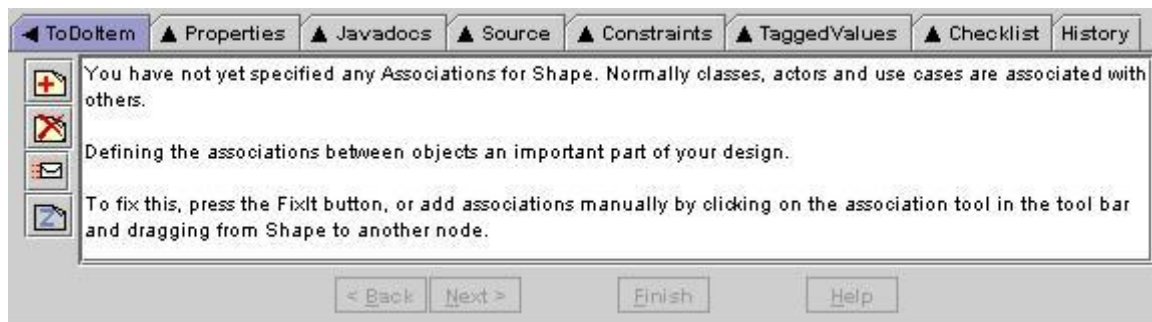 ToDoItem Properties Javadocs Source Constraints TaggedValues Checklist History
You have not yet specified any Associations for Shape. Normally classes, actors and use cases are associated with
others.
Defining the associations between objects an important part of your design.
To fix this, press the FixIt button, or add associations manually by clicking on the association tool in the tool bar
and dragging from Shape to another node.
< Back Next > Finish Help